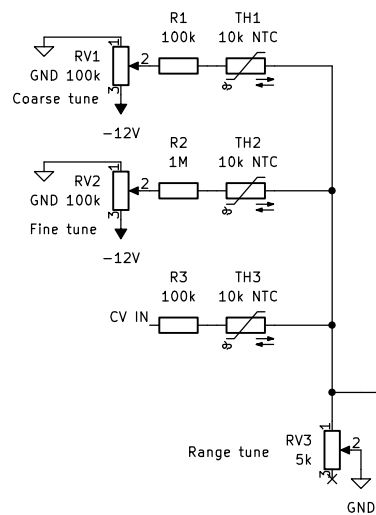 R1
100k
TH1
10k NTC
1
RV1
2
GND 100k
3
Coarse tune
-12V
R2
1M
TH2
10k NTC
1
RV2
2
GND 100k
3
Fine tune
-12V
R3
100k
TH3
10k NTC
CV IN
1
RV3
2
Range tune
5k
3
GND